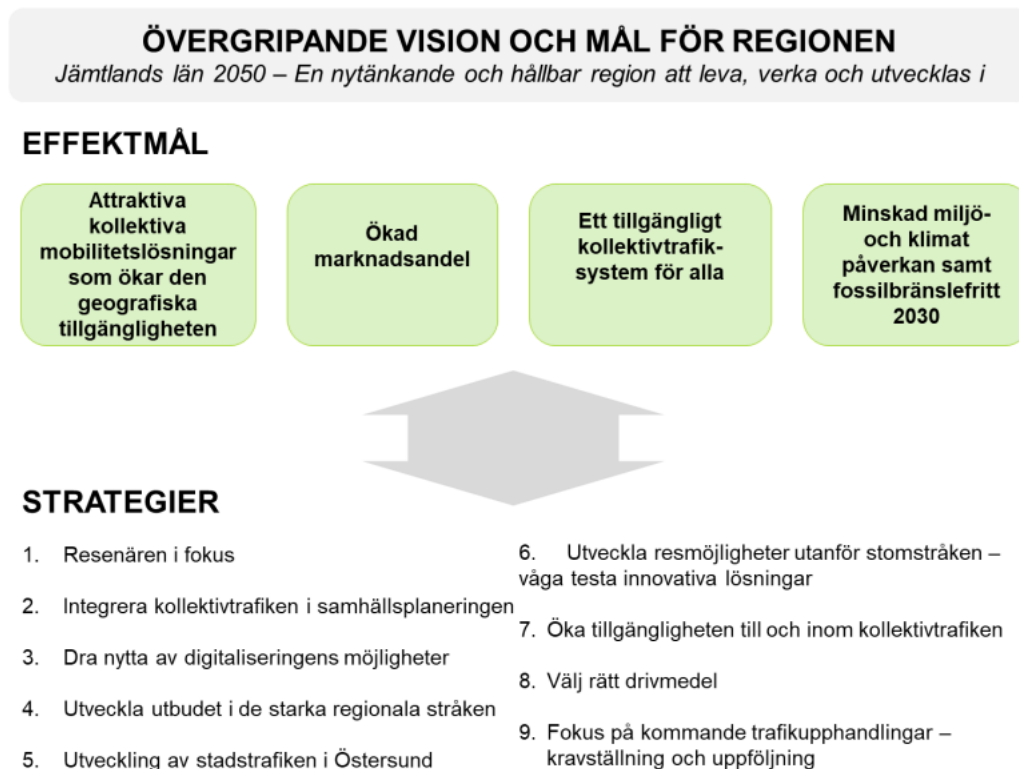 ÖVERGRIPANDE VISION OCH MÅL FÖR REGIONEN
Jämtlands län 2050 – En nytänkande och hållbar region att leva, verka och utvecklas i
EFFEKTMÅL
Attraktiva
kollektiva
mobilitetslösningar
som ökar den
geografiska
tillgängligheten
Ökad
marknadsandel
Ett tillgängligt
kollektivtrafik-
system för alla
Minskad miljö-
och klimat
påverkan samt
fossilbränslefritt
2030
STRATEGIER
1. Resenären i fokus
2. Integrera kollektivtrafiken i samhällsplaneringen
3. Dra nytta av digitaliseringens möjligheter
4. Utveckla utbudet i de starka regionala stråken
5. Utveckling av stadstrafiken i Östersund
6. Utveckla resmöjligheter utanför stomstråken –
våga testa innovativa lösningar
7. Öka tillgängligheten till och inom kollektivtrafiken
8. Välj rätt drivmedel
9. Fokus på kommande trafikupphandlingar –
kravställning och uppföljning